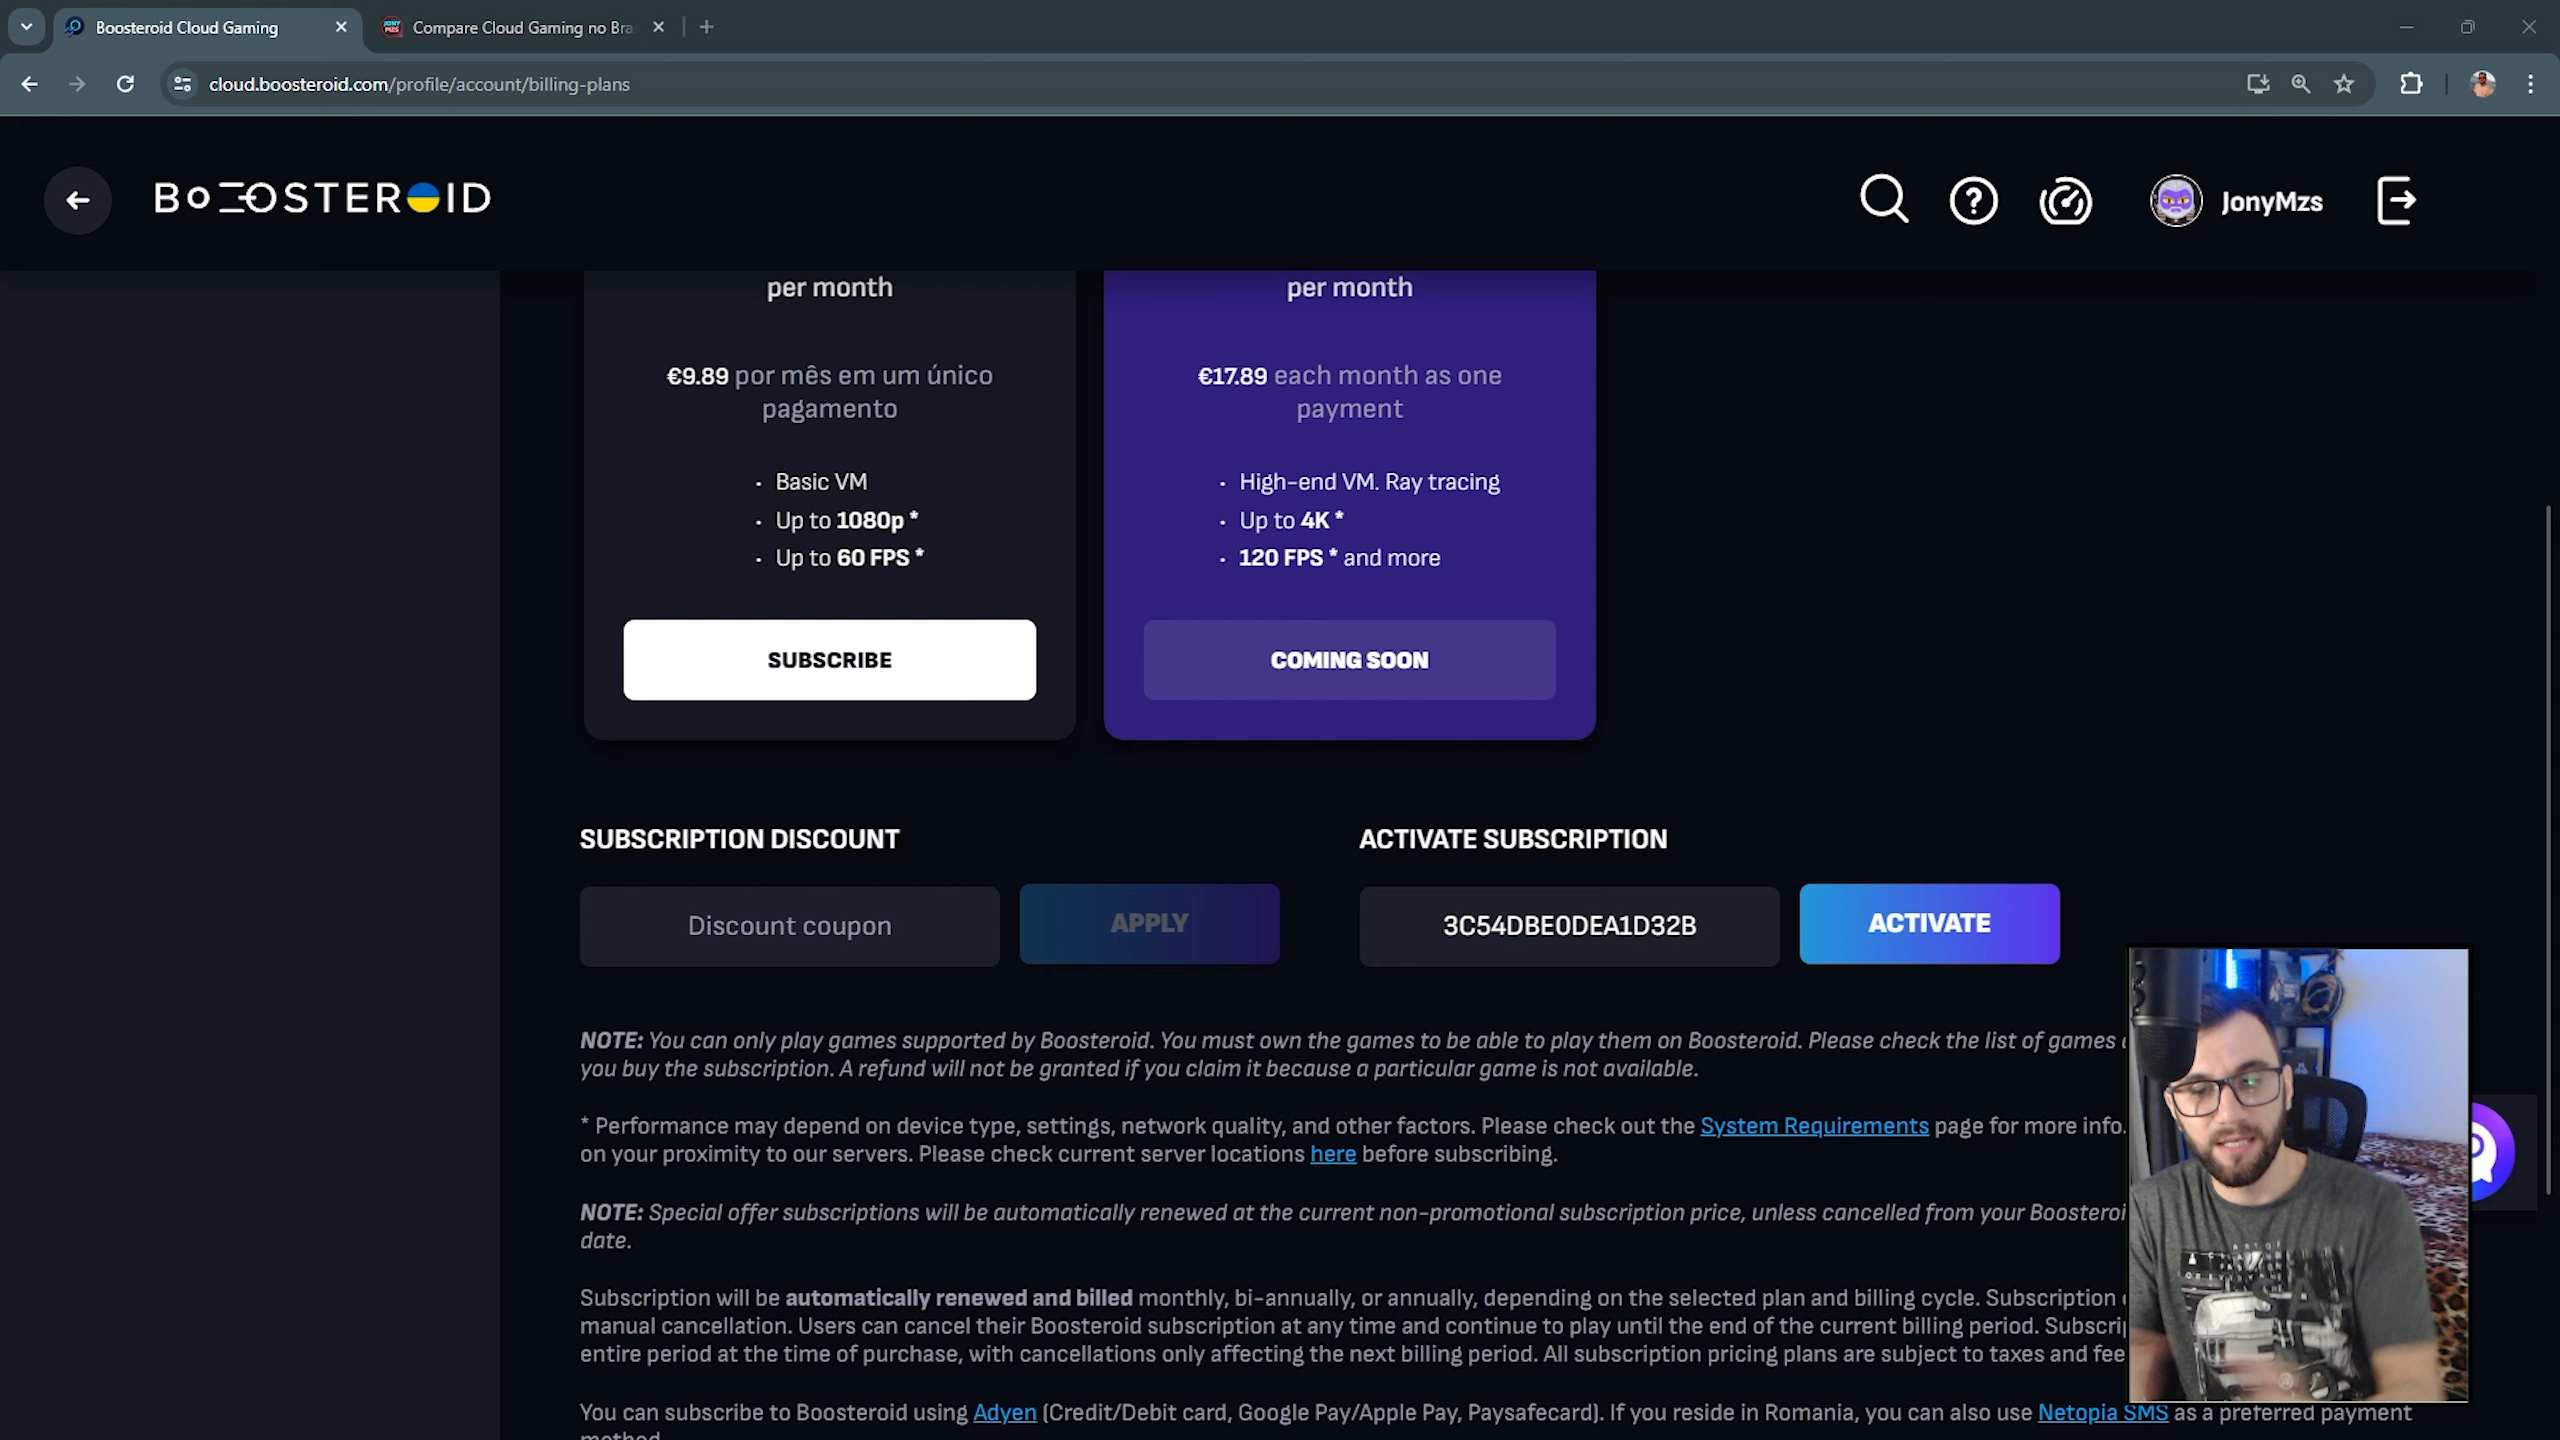 Boosteroid Cloud Gaming
Compare Cloud Gaming no Bra
cloud.boosteroid.com/profile/account/billing-plans
BOOSTEROID
JonyMzs
per month
€9.89 por mês em um único
pagamento
· Basic VM
· Up to 1080p *
· Up to 60 FPS *
SUBSCRIBE
per month
€17.89 each month as one
payment
· High-end VM. Ray tracing
· Up to 4K *
· 120 FPS * and more
COMING SOON
SUBSCRIPTION DISCOUNT
Discount coupon
APPLY
ACTIVATE SUBSCRIPTION
3C54DBE0DEA1D32B
ACTIVATE
NOTE: You can only play games supported by Boosteroid. You must own the games to be able to play them on Boosteroid. Please check the list of games
you buy the subscription. A refund will not be granted if you claim it because a particular game is not available.
* Performance may depend on device type, settings, network quality, and other factors. Please check out the System Requirements page for more info.
on your proximity to our servers. Please check current server locations here before subscribing.
NOTE: Special offer subscriptions will be automatically renewed at the current non-promotional subscription price, unless cancelled from your Boosteroi
date.
Subscription will be automatically renewed and billed monthly, bi-annually, or annually, depending on the selected plan and billing cycle. Subscription
manual cancellation. Users can cancel their Boosteroid subscription at any time and continue to play until the end of the current billing period. Subscri
entire period at the time of purchase, with cancellations only affecting the next billing period. All subscription pricing plans are subject to taxes and fee
You can subscribe to Boosteroid using Adyen (Credit/Debit card, Google Pay/Apple Pay, Paysafecard). If you reside in Romania, you can also use Netopia SMS as a preferred payment
method